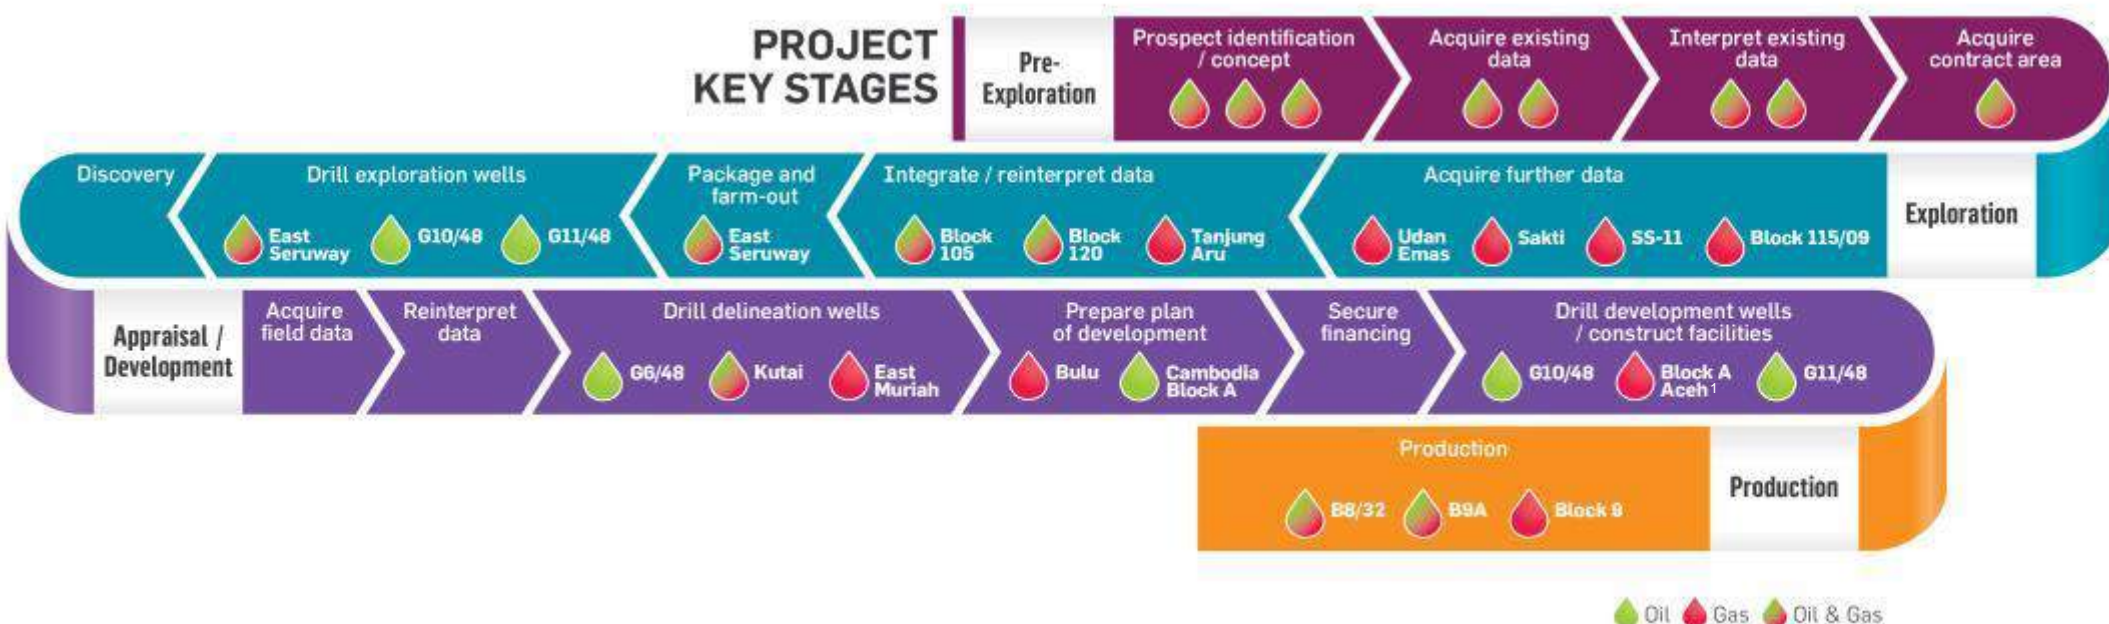 PROJECT
KEY STAGES
Pre-
Exploration
Prospect identification
/ concept
Acquire existing
data
Interpret existing
data
Acquire
contract area
Exploration
Acquire further data
Udan
Emas
Sakti
SS-11
Block 115/09
Integrate / reinterpret data
Block
105
Block
120
Tanjung
Aru
Package and
farm-out
East
Seruway
Drill exploration wells
East
Seruway
G10/48
G11/48
Discovery
Appraisal /
Development
Acquire
field data
Reinterpret
data
Drill delineation wells
G6/48
Kutai
East
Muriah
Prepare plan
of development
Bulu
Cambodia
Block A
Secure
financing
Drill development wells
/ construct facilities
G10/48
Block A
Aceh¹
G11/48
Production
Production
B8/32
B9A
Block 9
Oil Gas Oil & Gas